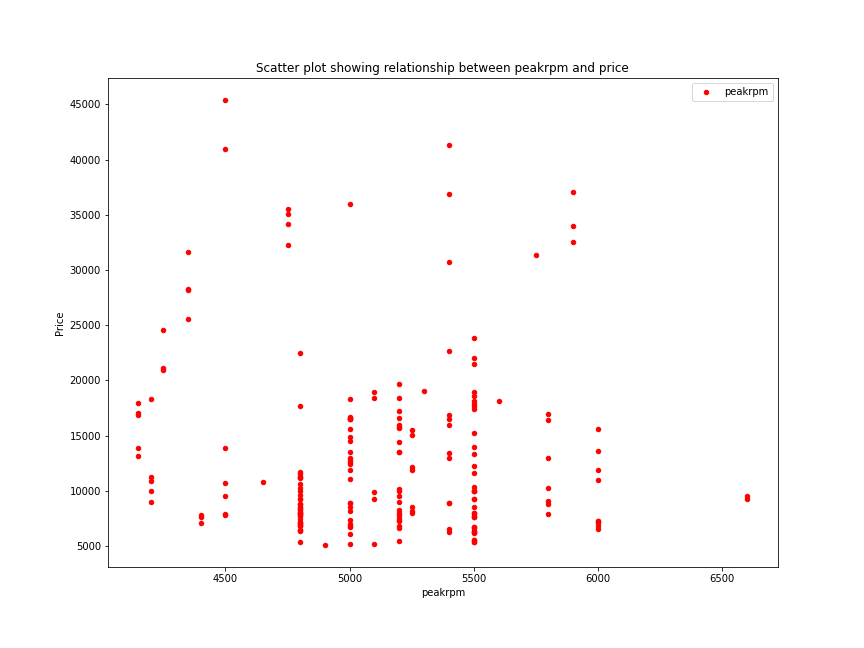 Scatter plot showing relationship between peakrpm and price
peakrpm
45000
40000
35000
30000
25000
20000
15000
10000
5000
Price
4500 5000 5500 6000 6500
peakrpm